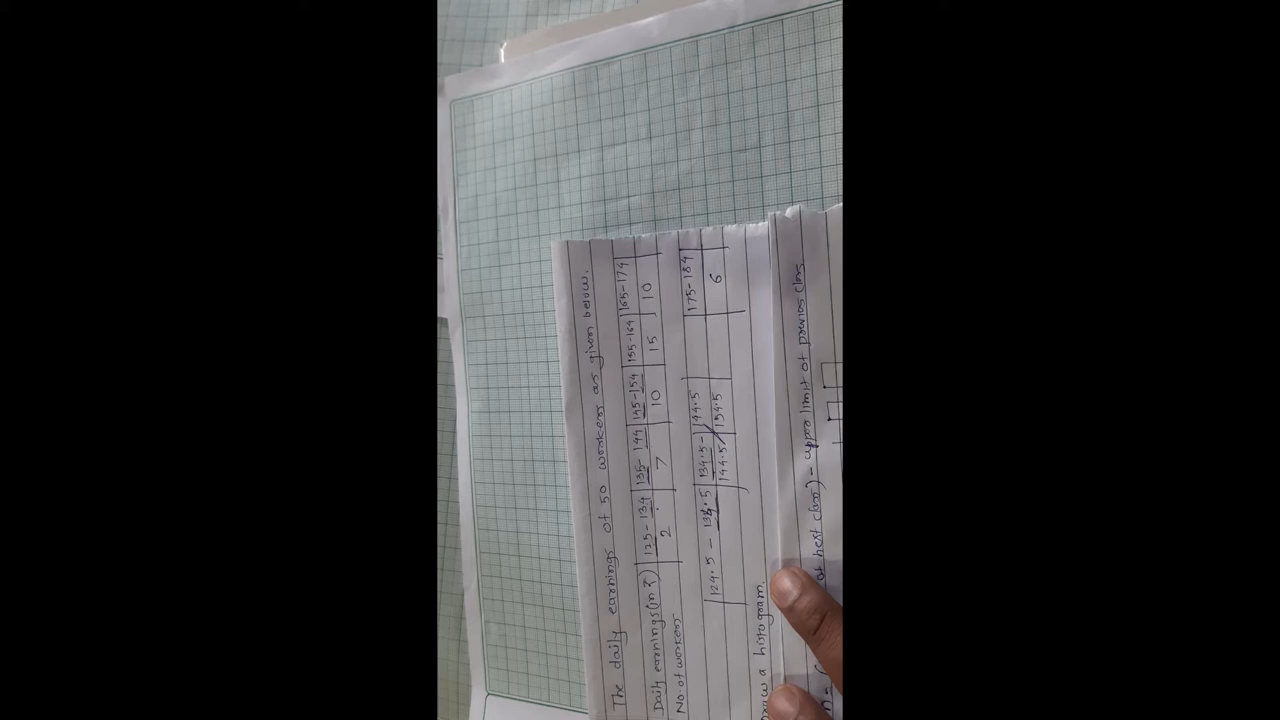 The daily earnings of 50 workers as given below.
Daily earnings (in ₹) 125-134 135-144 145-154 155-164 165-174
No. of workers 2 7 10 15 10
175-184
6
124.5 - 134.5 134.5- 144.5
144.5 154.5
a histogram.
of next class) - upper limit of previous class